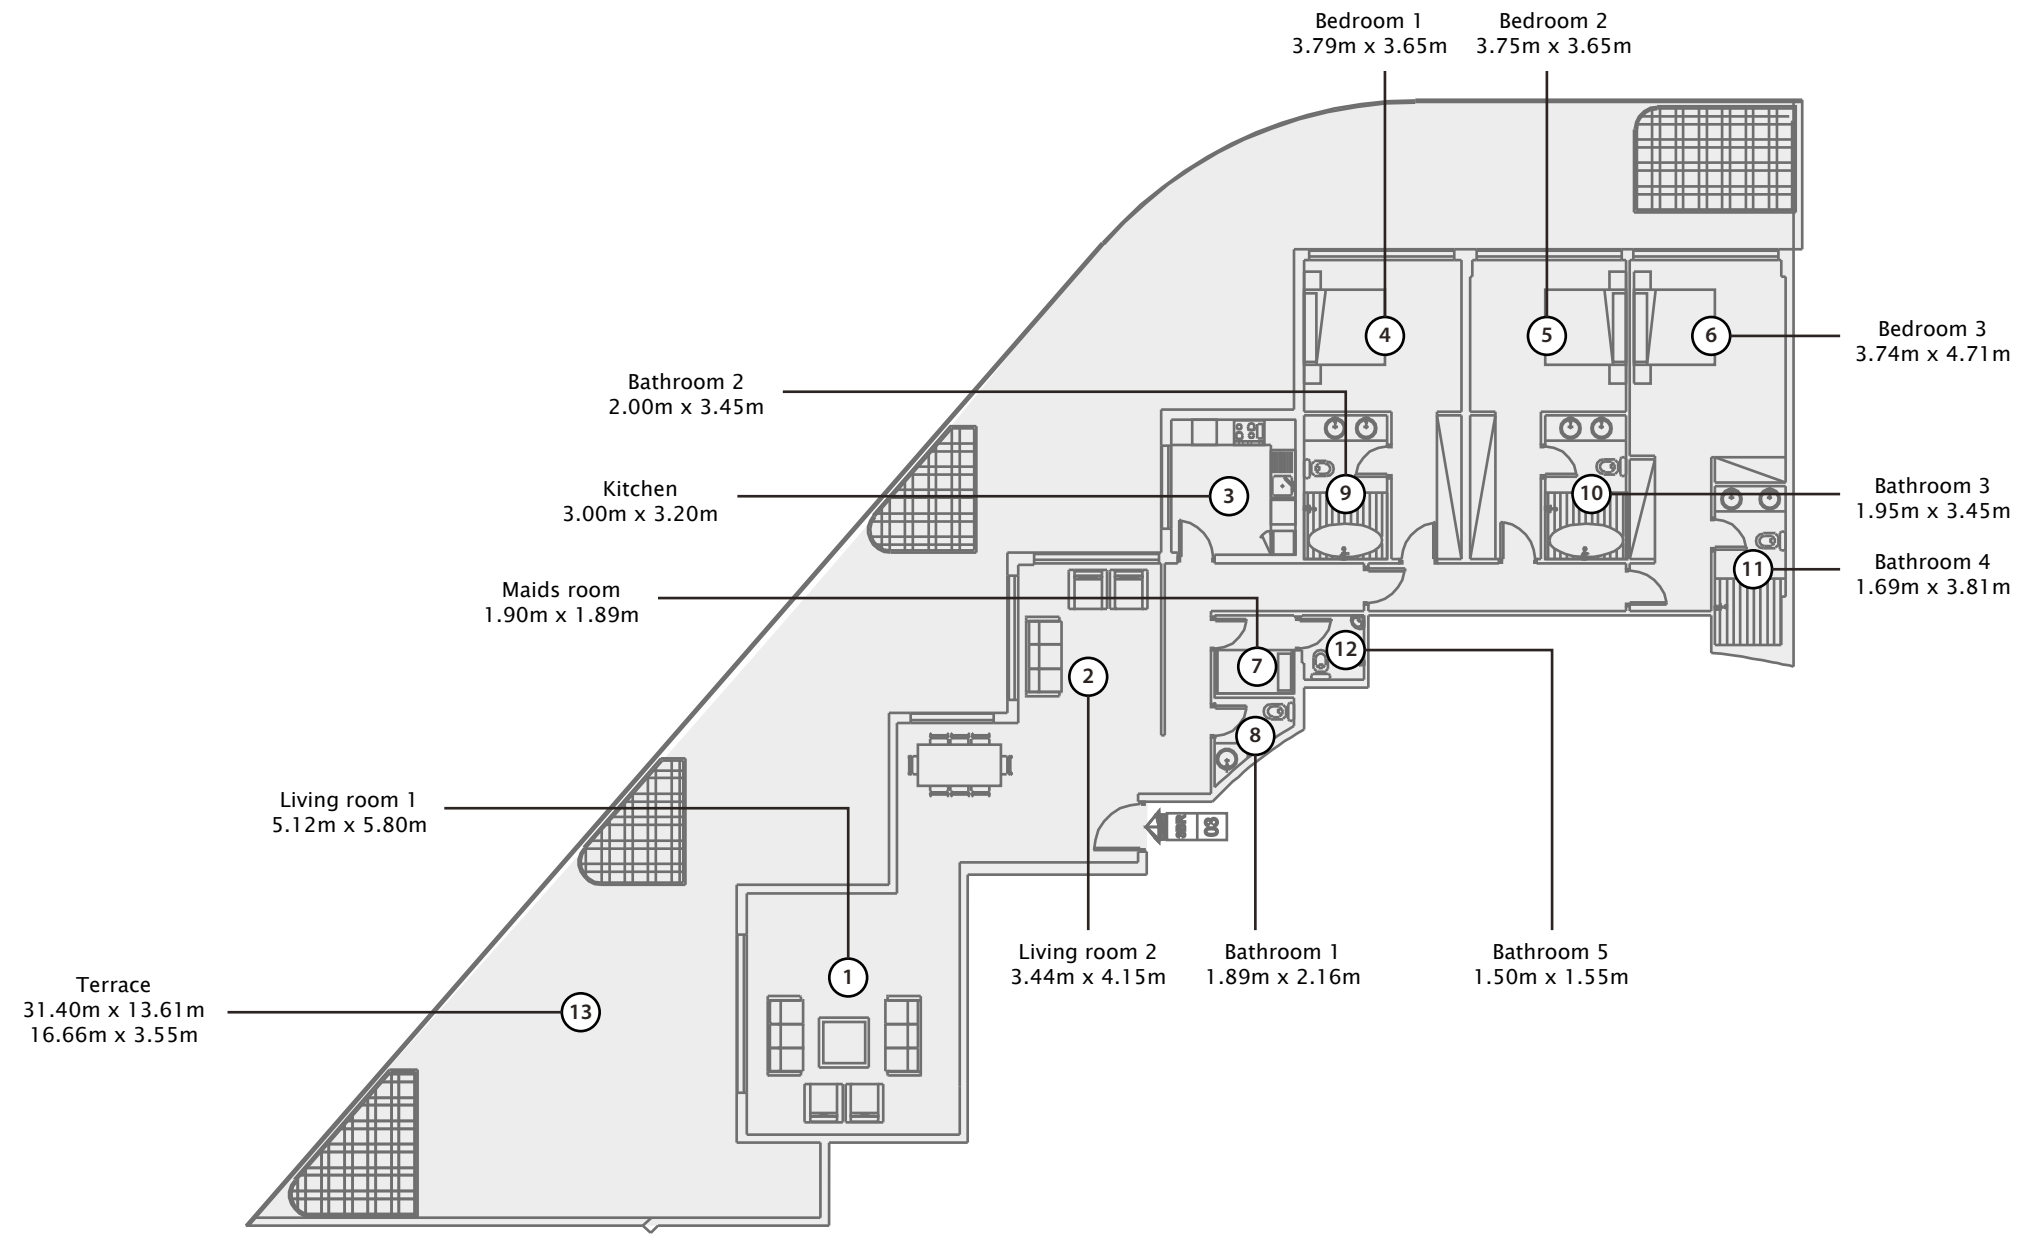 Bedroom 1
3.79m x 3.65m
Bedroom 2
3.75m x 3.65m
4
5
6
Bedroom 3
3.74m x 4.71m
Bathroom 2
2.00m x 3.45m
Kitchen
3.00m x 3.20m
3
9
10
Bathroom 3
1.95m x 3.45m
11
Bathroom 4
1.69m x 3.81m
Maids room
1.90m x 1.89m
2
7
12
8
Living room 1
5.12m x 5.80m
3BR
03
Living room 2
3.44m x 4.15m
Bathroom 1
1.89m x 2.16m
Bathroom 5
1.50m x 1.55m
1
Terrace
31.40m x 13.61m
16.66m x 3.55m
13